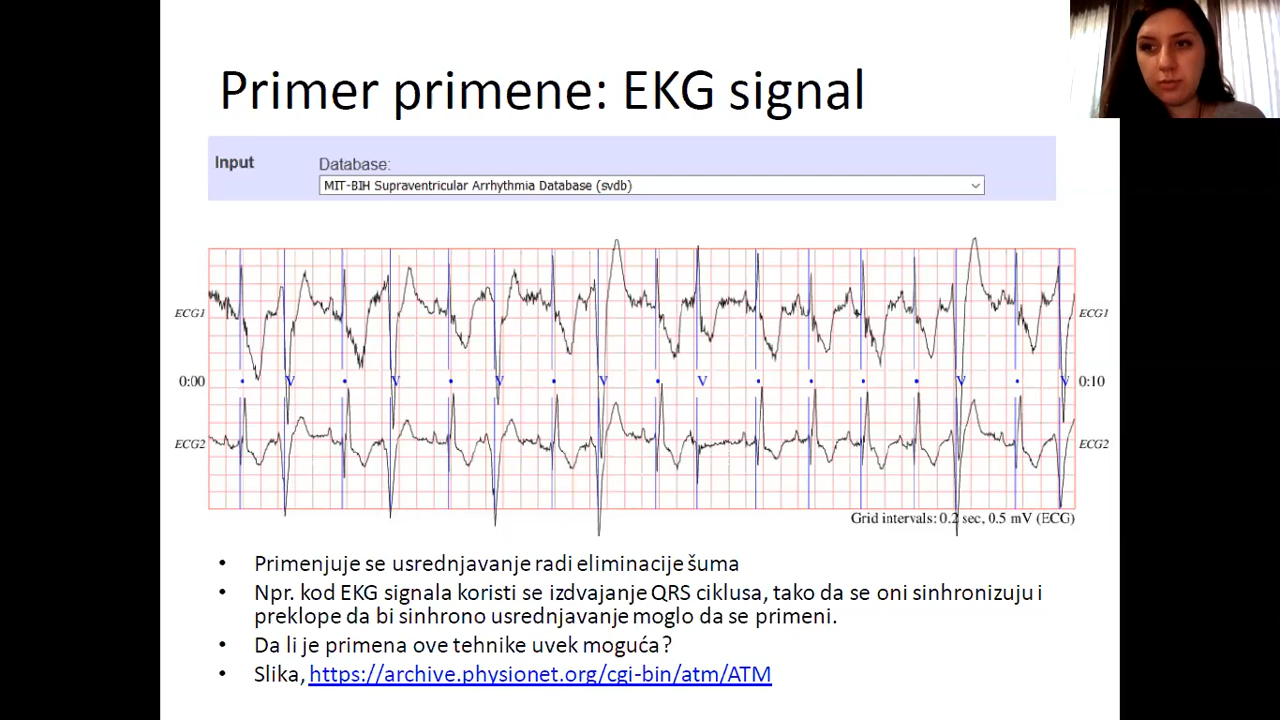 Primer primene: EKG signal
Input
Database:
MIT-BIH Supraventricular Arrhythmia Database (svdb)
ECG1
ECG1
0:00
• V • V • V • V • V • • • • V • V
0:10
ECG2
ECG2
Grid intervals: 0.2 sec, 0.5 mV (ECG)
• Primenjuje se usrednjavanje radi eliminacije šuma
• Npr. kod EKG signala koristi se izdvajanje QRS ciklusa, tako da se oni sinhronizuju i
preklope da bi sinhrono usrednjavanje moglo da se primeni.
• Da li je primena ove tehnike uvek moguća?
• Slika, https://archive.physionet.org/cgi-bin/atm/ATM